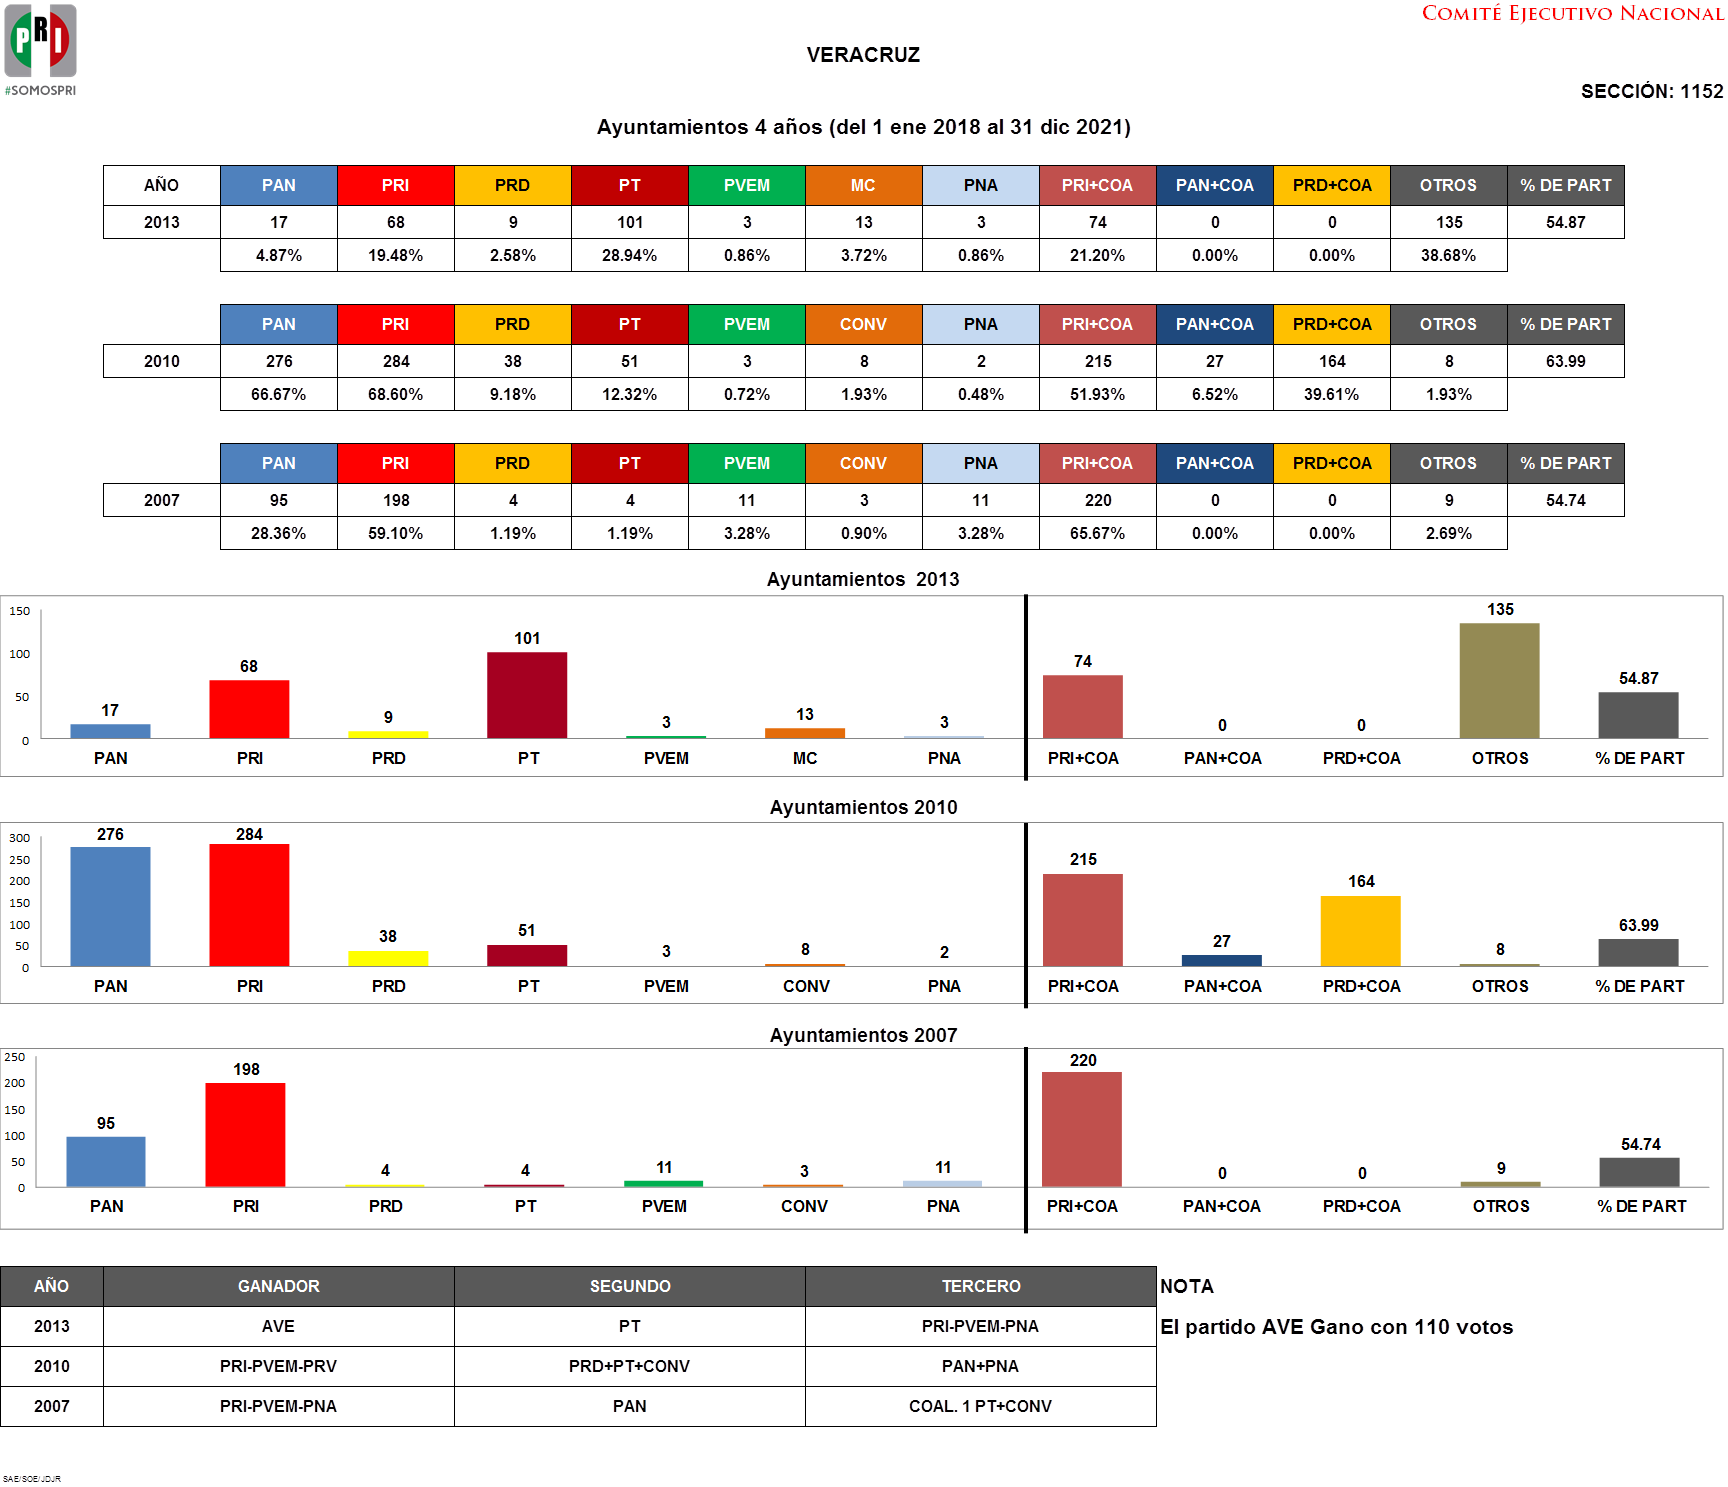 COMITÉ EJECUTIVO NACIONAL
PRI
#SOMOSPRI
VERACRUZ
SECCIÓN: 1152
Ayuntamientos 4 años (del 1 ene 2018 al 31 dic 2021)
AÑO PAN PRI PRD PT PVEM MC PNA PRI+COA PAN+COA PRD+COA OTROS % DE PART
2013 17 68 9 101 3 13 3 74 0 0 135 54.87
4.87% 19.48% 2.58% 28.94% 0.86% 3.72% 0.86% 21.20% 0.00% 0.00% 38.68%
PAN PRI PRD PT PVEM CONV PNA PRI+COA PAN+COA PRD+COA OTROS % DE PART
2010 276 284 38 51 3 8 2 215 27 164 8 63.99
66.67% 68.60% 9.18% 12.32% 0.72% 1.93% 0.48% 51.93% 6.52% 39.61% 1.93%
PAN PRI PRD PT PVEM CONV PNA PRI+COA PAN+COA PRD+COA OTROS % DE PART
2007 95 198 4 4 11 3 11 220 0 0 9 54.74
28.36% 59.10% 1.19% 1.19% 3.28% 0.90% 3.28% 65.67% 0.00% 0.00% 2.69%
Ayuntamientos 2013
150
100
50
0
17 68 9 101 3 13 3 74 0 0 135 54.87
PAN PRI PRD PT PVEM MC PNA PRI+COA PAN+COA PRD+COA OTROS % DE PART
Ayuntamientos 2010
300
250
200
150
100
50
0
276 284 38 51 3 8 2 215 27 164 8 63.99
PAN PRI PRD PT PVEM CONV PNA PRI+COA PAN+COA PRD+COA OTROS % DE PART
Ayuntamientos 2007
250
200
150
100
50
0
95 198 4 4 11 3 11 220 0 0 9 54.74
PAN PRI PRD PT PVEM CONV PNA PRI+COA PAN+COA PRD+COA OTROS % DE PART
AÑO GANADOR SEGUNDO TERCERO NOTA
2013 AVE PT PRI-PVEM-PNA El partido AVE Gano con 110 votos
2010 PRI-PVEM-PRV PRD+PT+CONV PAN+PNA
2007 PRI-PVEM-PNA PAN COAL. 1 PT+CONV
SAE/SOE/JDJR